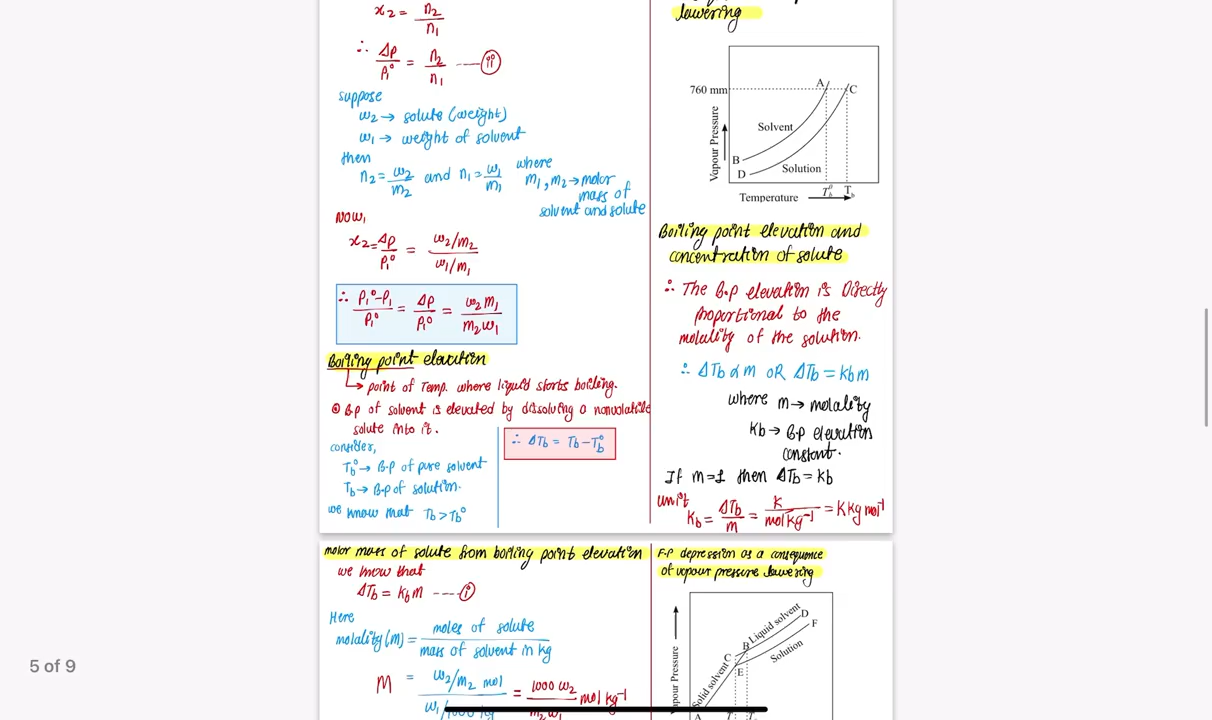 x2 = n2/n1
∴ Δp/P1° = n2/n1 ----(ii)
suppose
w2 → solute (weight)
w1 → weight of solvent
then
n2 = w2/m2 and n1 = w1/m1 where
m1, m2 → molar
mass of
solvent and solute
Now,
x2 = Δp/P1° = w2/m2 / w1/m1
∴ P1°-P1/P1° = Δp/P1° = w2 m1/m2 w1
Boiling point elevation
↳ point of Temp. where liquid starts boiling.
B.p of solvent is elevated by dissolving a nonvolatile
solute into it.
consider,
Tb° → B.p of pure solvent
Tb → B.p of solution.
we know that Tb > Tb°
∴ ΔTb = Tb - Tb°
lowering
760 mm
A
C
Solvent
B
D
Solution
Vapour Pressure
Tb° Tb
Temperature
Boiling point elevation and
concentration of solute
∴ The B.p elevation is Directly
proportional to the
molality of the solution.
∴ ΔTb α m OR ΔTb = kb m
where m → molality
kb → B.p elevation
constant.
If m=1 then ΔTb = kb
unit
Kb = ΔTb/m = K/mol kg⁻¹ = K kg mol⁻¹
molar mass of solute from boiling point elevation
we know that
ΔTb = Kb m ----(i)
Here
molality (m) = moles of solute/mass of solvent in kg
M = w2/m2 mol / w1/1000 kg = 1000 w2/m2 w1 mol kg⁻¹
F.P depression as a consequence
of vapour pressure lowering
Liquid solvent
D
F
B
C
Solution
E
Solid solvent
Vapour Pressure
A
5 of 9